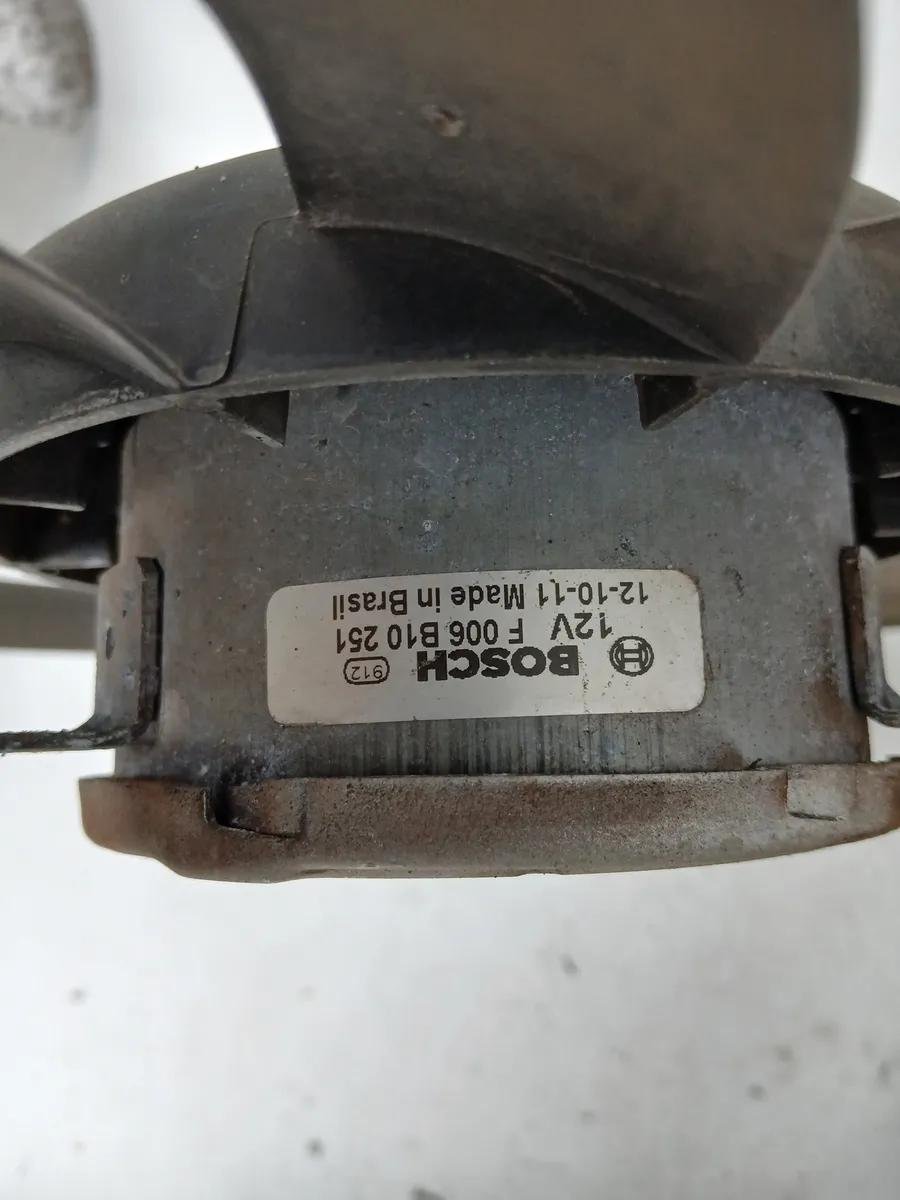 BOSCH 912
12V F 006 B10 251
12-10-11 Made in Brasil